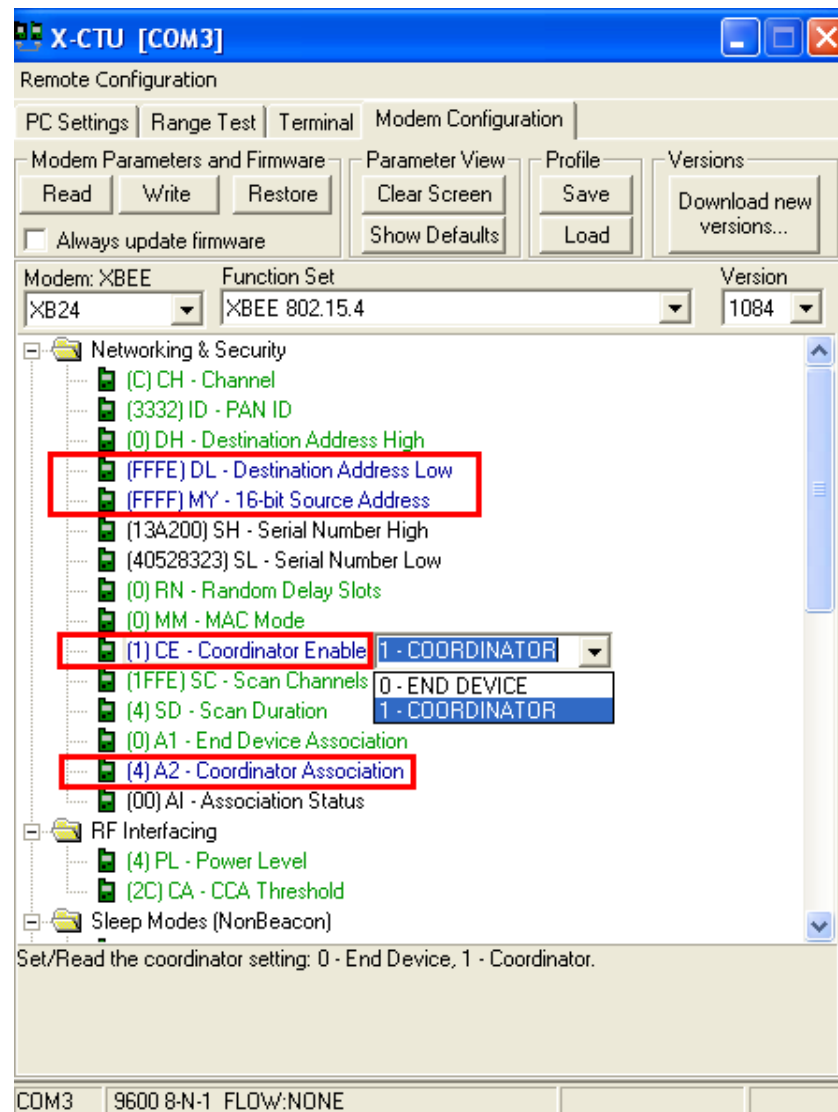 X-CTU [COM3]
Remote Configuration
PC Settings Range Test Terminal Modem Configuration
Modem Parameters and Firmware Parameter View Profile Versions
Read Write Restore Clear Screen Save Download new versions...
Always update firmware Show Defaults Load
Modem: XBEE Function Set Version
XB24 XBEE 802.15.4 1084
Networking & Security
(C) CH - Channel
(3332) ID - PAN ID
(0) DH - Destination Address High
(FFFE) DL - Destination Address Low
(FFFF) MY - 16-bit Source Address
(13A200) SH - Serial Number High
(40528323) SL - Serial Number Low
(0) RN - Random Delay Slots
(0) MM - MAC Mode
(1) CE - Coordinator Enable 1 - COORDINATOR
(1FFE) SC - Scan Channels 0 - END DEVICE
(4) SD - Scan Duration 1 - COORDINATOR
(0) A1 - End Device Association
(4) A2 - Coordinator Association
(00) AI - Association Status
RF Interfacing
(4) PL - Power Level
(2C) CA - CCA Threshold
Sleep Modes (NonBeacon)
Set/Read the coordinator setting: 0 - End Device, 1 - Coordinator.
COM3 9600 8-N-1 FLOW:NONE